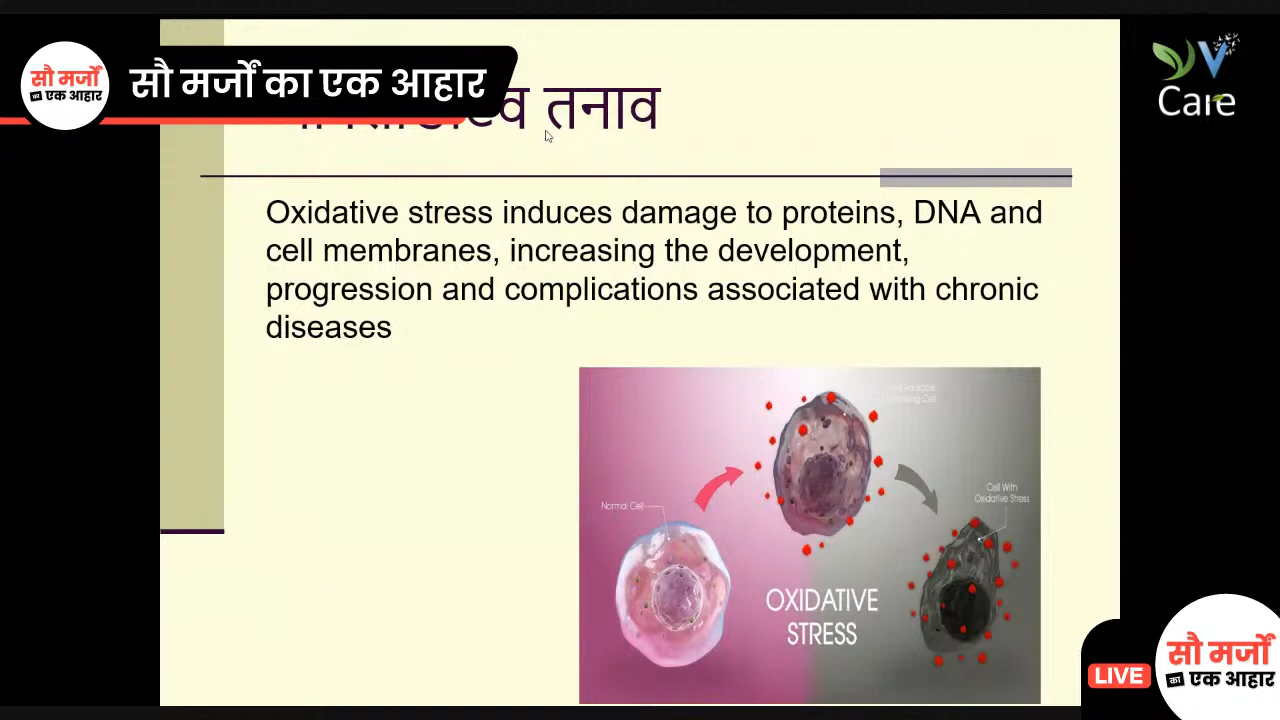 सौ मर्जों
का एक आहार
सौ मर्जों का एक आहार
V
Care
तनाव
Oxidative stress induces damage to proteins, DNA and
cell membranes, increasing the development,
progression and complications associated with chronic
diseases
Normal Cell
Cell With
Oxidative Stress
OXIDATIVE
STRESS
LIVE
सौ मर्जों
का एक आहार